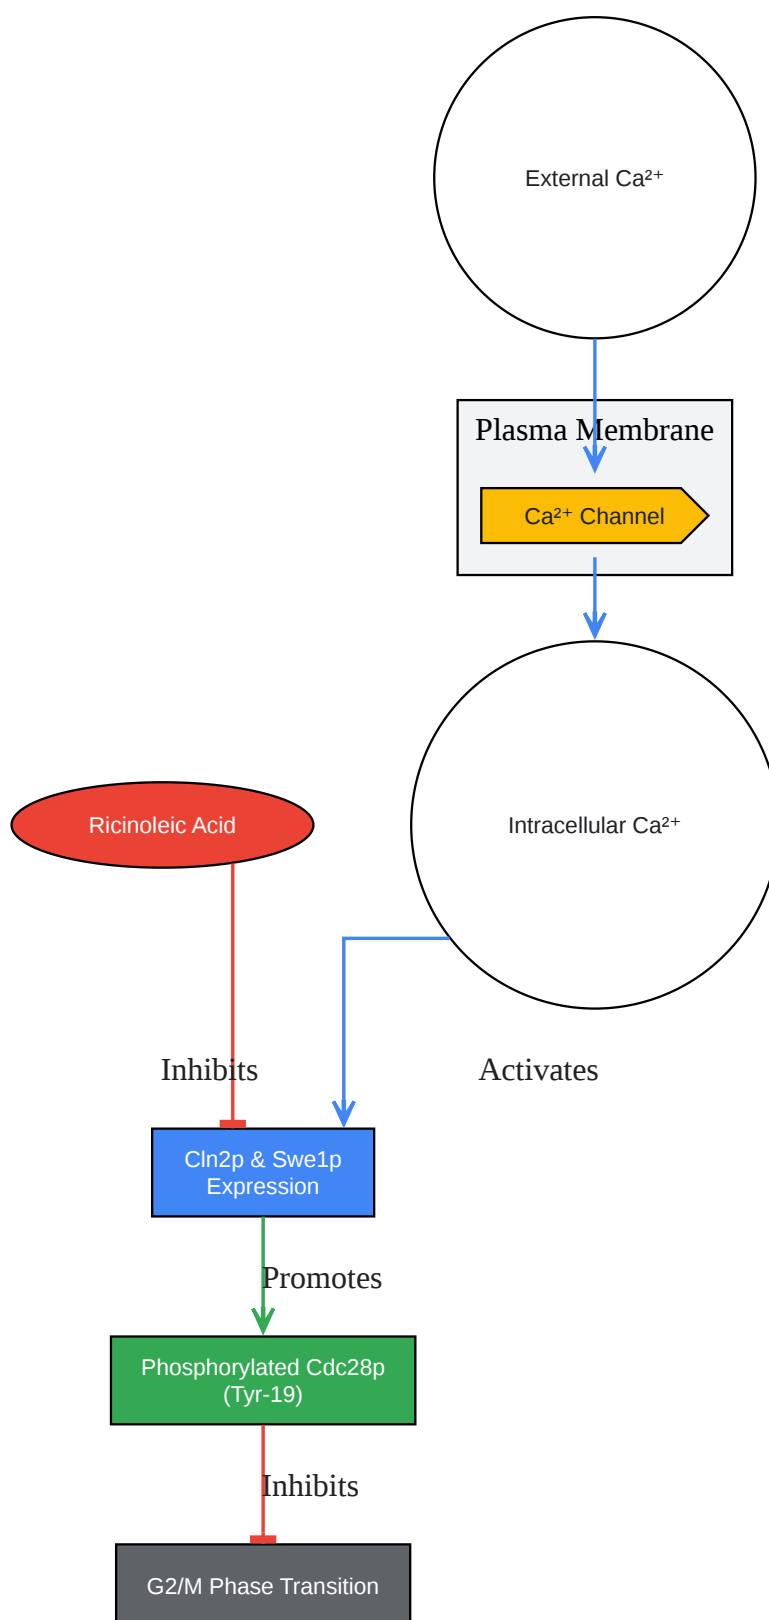 External Ca²⁺
Plasma Membrane
Ca²⁺ Channel
Ricinoleic Acid
Intracellular Ca²⁺
Inhibits
Activates
Cln2p & Swe1p
Expression
Promotes
Phosphorylated Cdc28p
(Tyr-19)
Inhibits
G2/M Phase Transition